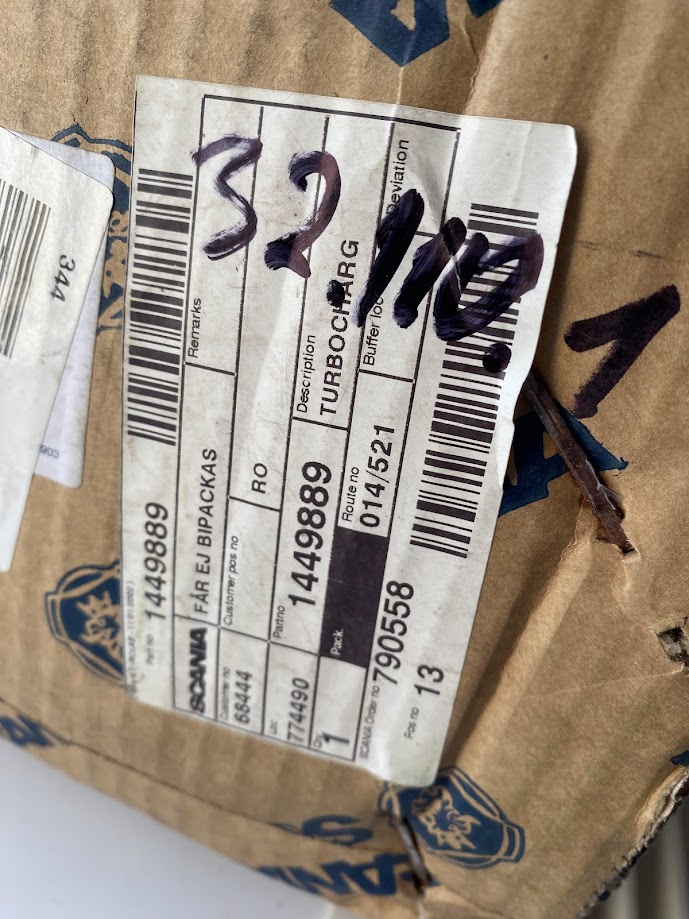 Part no 1449889
SCANIA FÅR EJ BIPACKAS
Remarks
Customer no
68444
Customer pos no
RO
Loc
774490
Partno
1449889
Description
TURBOCHARG
Qty
1
Pack.
Route no
014/521
Buffer loc
Deviation
SCANIA Order no
790558
Pos no
13
32
1
344
903